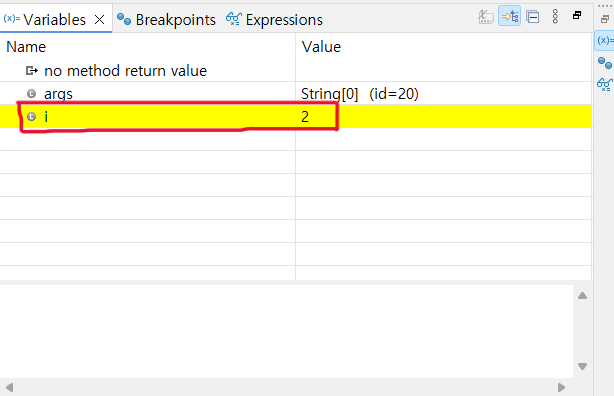 (x)= Variables Breakpoints Expressions
Name Value
no method return value
args String[0] (id=20)
i 2